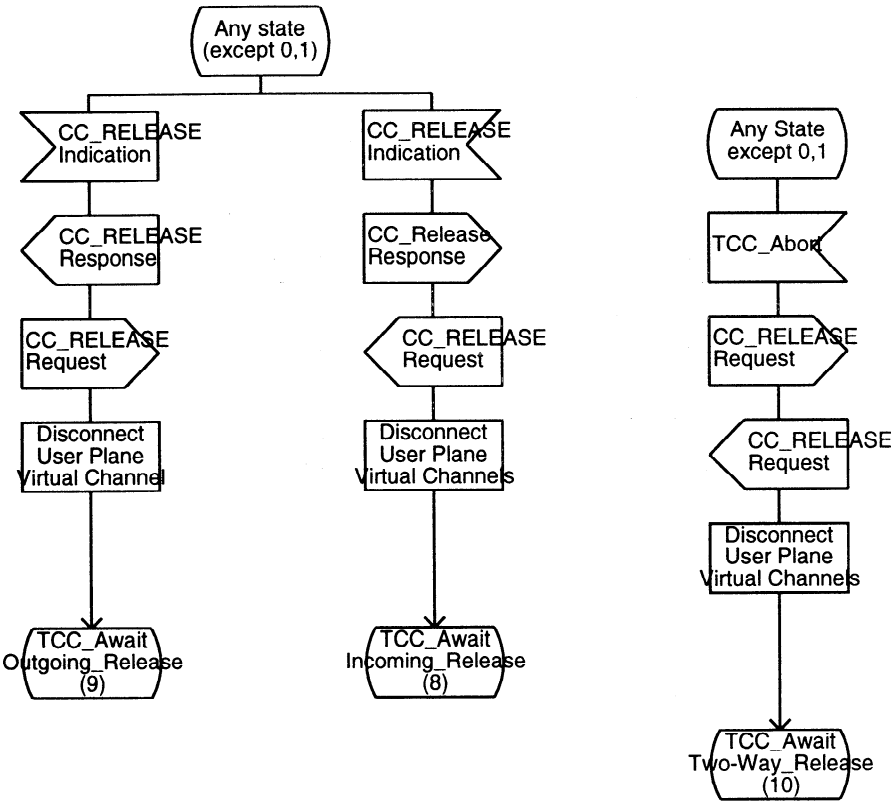 Any state
(except 0,1)
CC_RELEASE
Indication
CC_RELEASE
Response
CC_RELEASE
Request
Disconnect
User Plane
Virtual Channel
TCC_Await
Outgoing_Release
(9)
CC_RELEASE
Indication
CC_Release
Response
CC_RELEASE
Request
Disconnect
User Plane
Virtual Channels
TCC_Await
Incoming_Release
(8)
Any State
except 0,1
TCC_Abort
CC_RELEASE
Request
CC_RELEASE
Request
Disconnect
User Plane
Virtual Channels
TCC_Await
Two-Way_Release
(10)